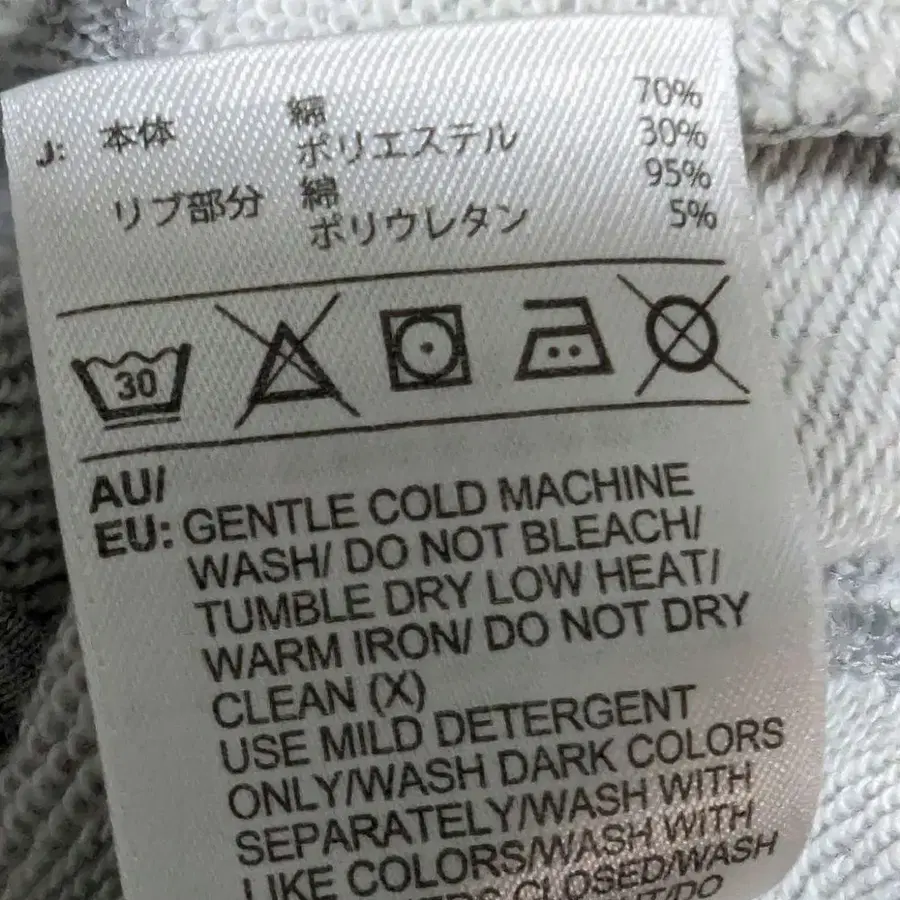 J: 本体 綿 70%
ポリエステル 30%
リブ部分 綿 95%
ポリウレタン 5%
30
AU/
EU: GENTLE COLD MACHINE
WASH/ DO NOT BLEACH/
TUMBLE DRY LOW HEAT/
WARM IRON/ DO NOT DRY
CLEAN (X)
USE MILD DETERGENT
ONLY/WASH DARK COLORS
SEPARATELY/WASH WITH
LIKE COLORS/WASH WITH
CLOSED/WASH
/DO